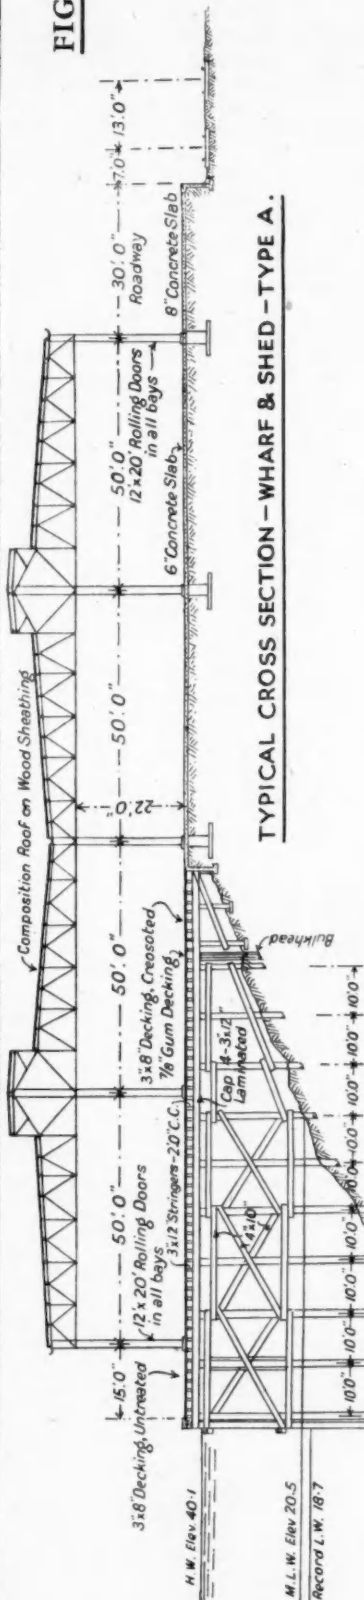 FIG
Composition Roof on Wood Sheathing
15'.0"
50'.0"
50'.0"
50'.0"
50'.0"
30'.0"
7'.0"
13'.0"
Roadway
12'x20' Rolling Doors
in all bays
22'.0"
12'x20' Rolling Doors
in all bays
3"x8" Decking, Untreated
3"x12" Stringers-2'.0" C.C.
3"x8" Decking, Creosoted
7/8" Gum Decking
6" Concrete Slab
8" Concrete Slab
H.W. Elev. 40·1
Cap 4-3"x12"
Laminated
4"x10"
Bulkhead
M.L.W. Elev 20·5
Record L.W. 18·7
10'.0"
10'.0"
10'.0"
10'.0"
10'.0"
10'.0"
10'.0"
10'.0"
10'.0"
TYPICAL CROSS SECTION – WHARF & SHED – TYPE A.